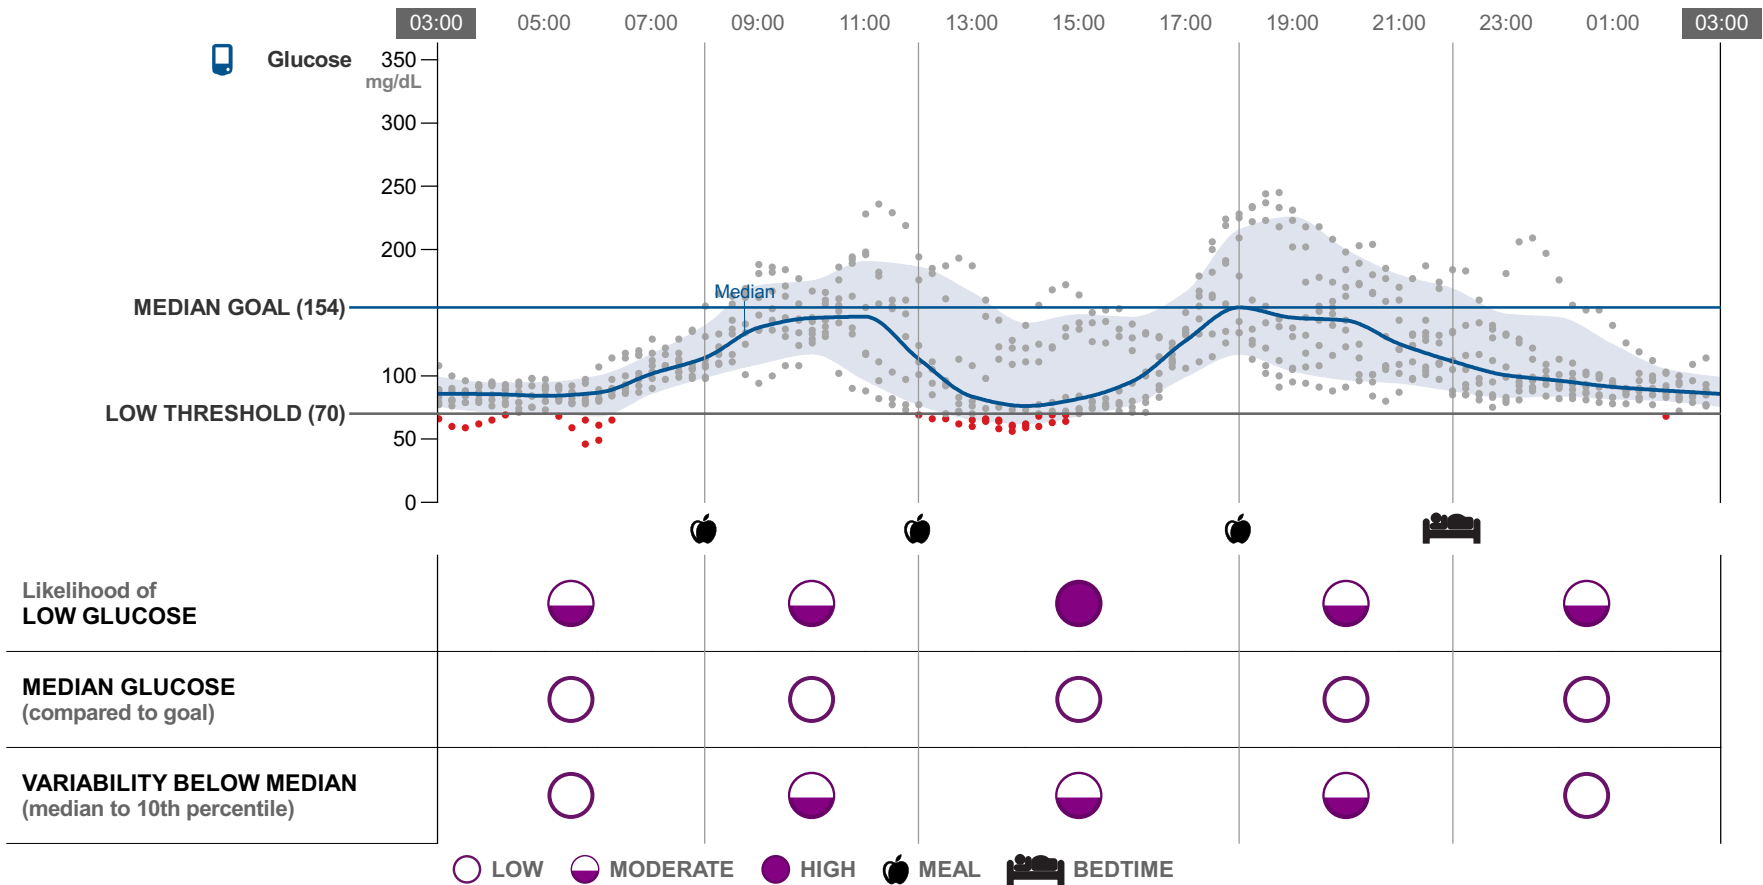 03:00 05:00 07:00 09:00 11:00 13:00 15:00 17:00 19:00 21:00 23:00 01:00 03:00
Glucose 350
mg/dL
300
250
200
Median
MEDIAN GOAL (154)
100
LOW THRESHOLD (70)
50
0
Likelihood of
LOW GLUCOSE
MEDIAN GLUCOSE
(compared to goal)
VARIABILITY BELOW MEDIAN
(median to 10th percentile)
LOW MODERATE HIGH MEAL BEDTIME